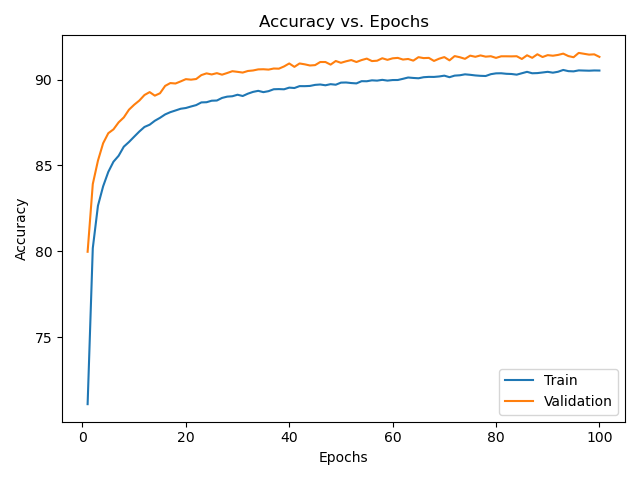 Accuracy vs. Epochs
Accuracy
90
85
80
75
0 20 40 60 80 100
Epochs
Train
Validation